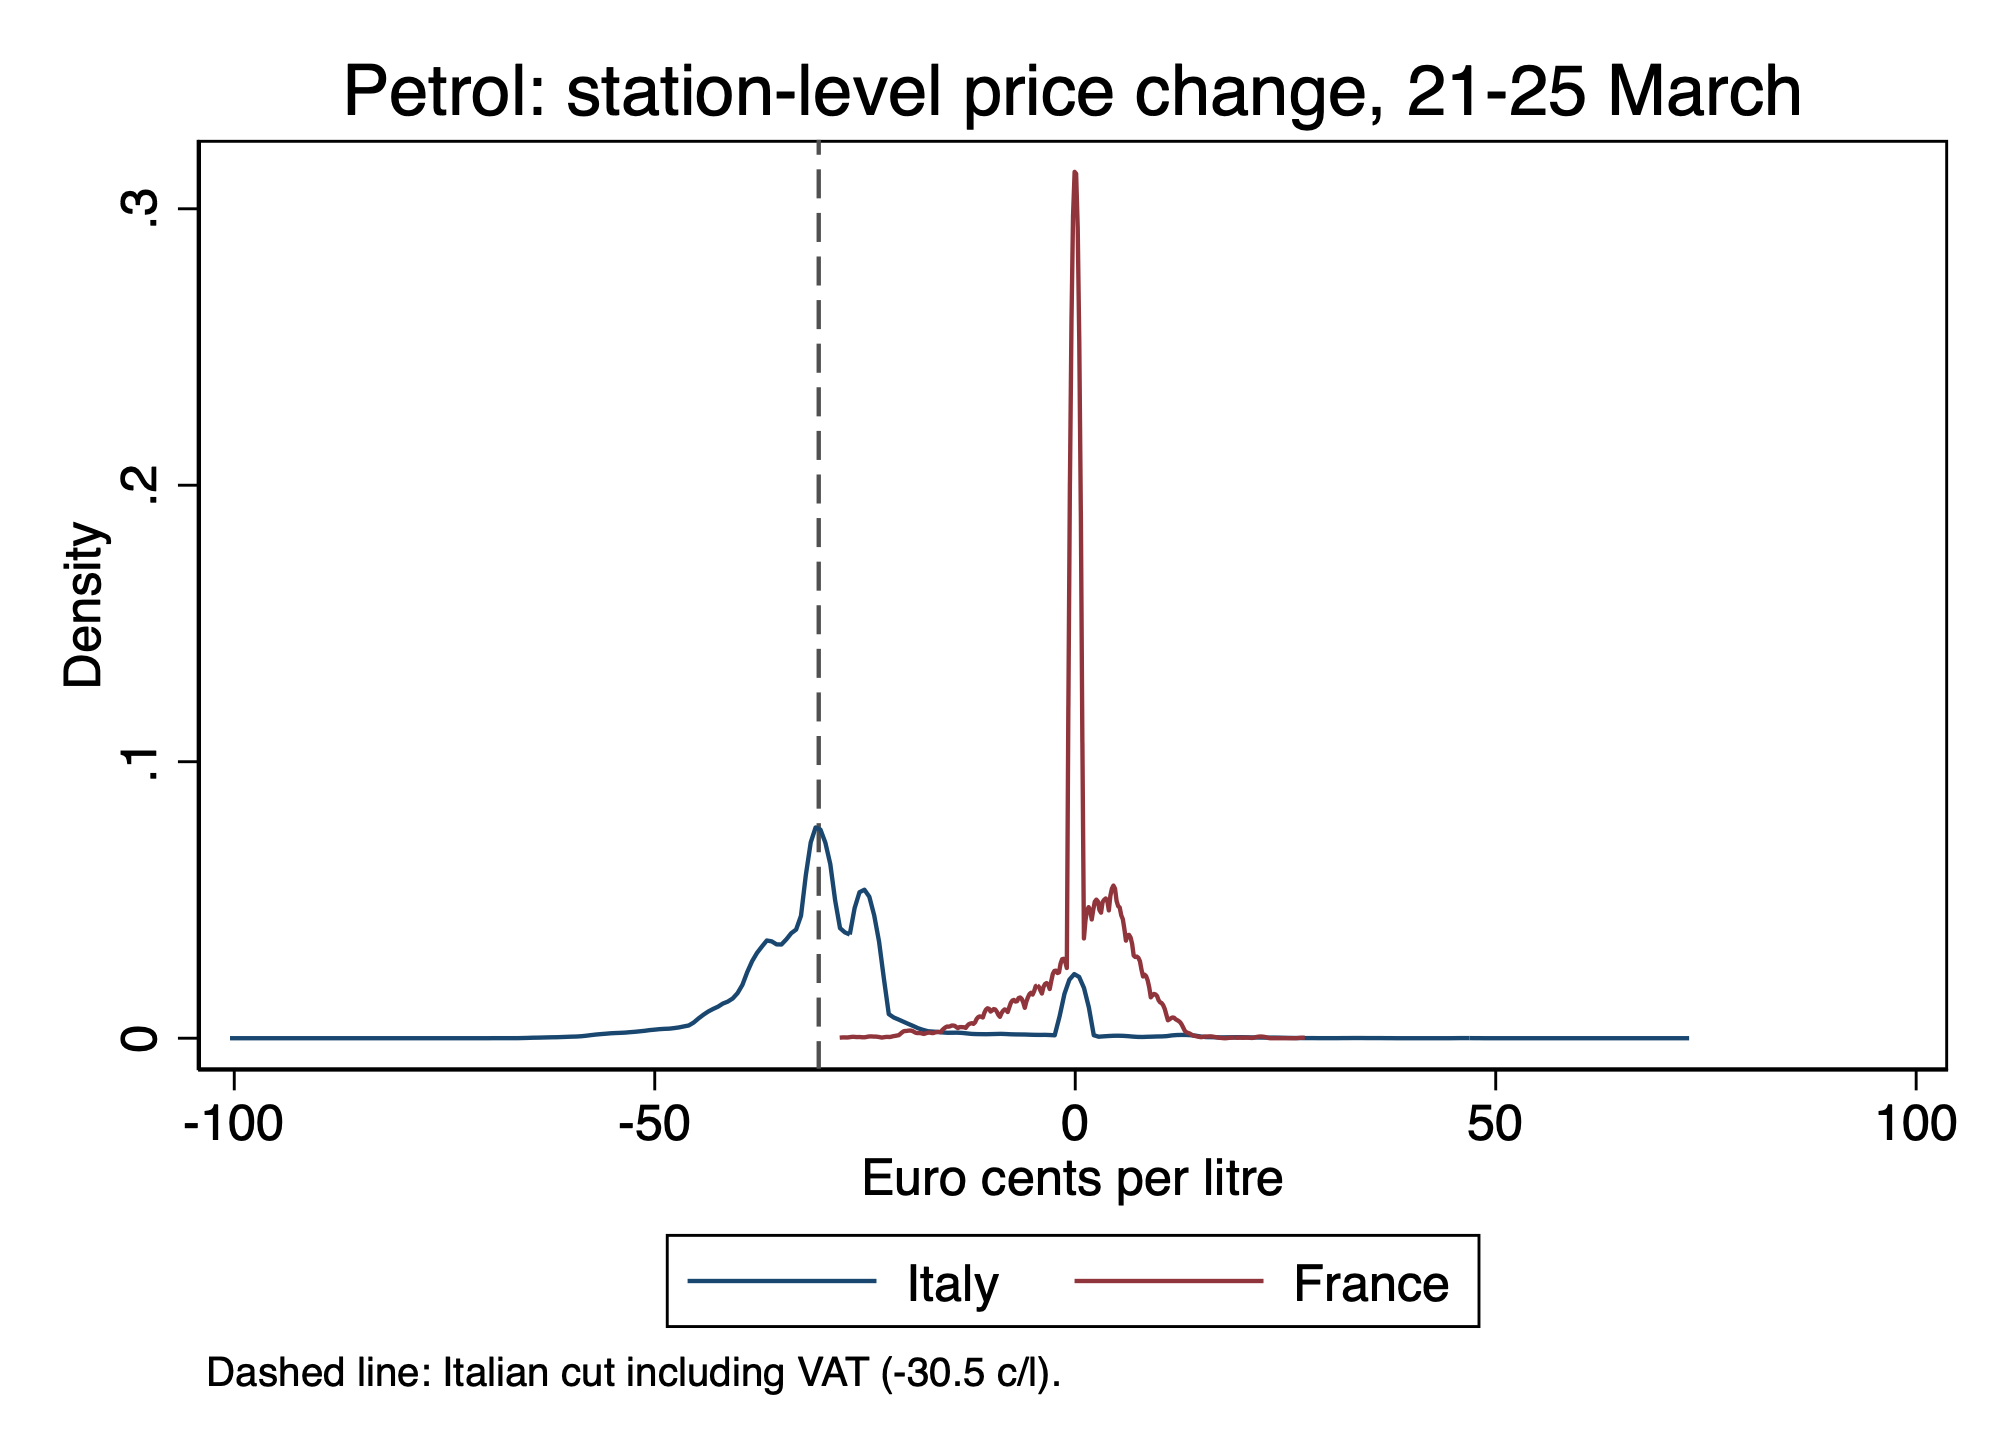 Petrol: station-level price change, 21-25 March
.3
.2
.1
0
Density
-100 -50 0 50 100
Euro cents per litre
Italy France
Dashed line: Italian cut including VAT (-30.5 c/l).